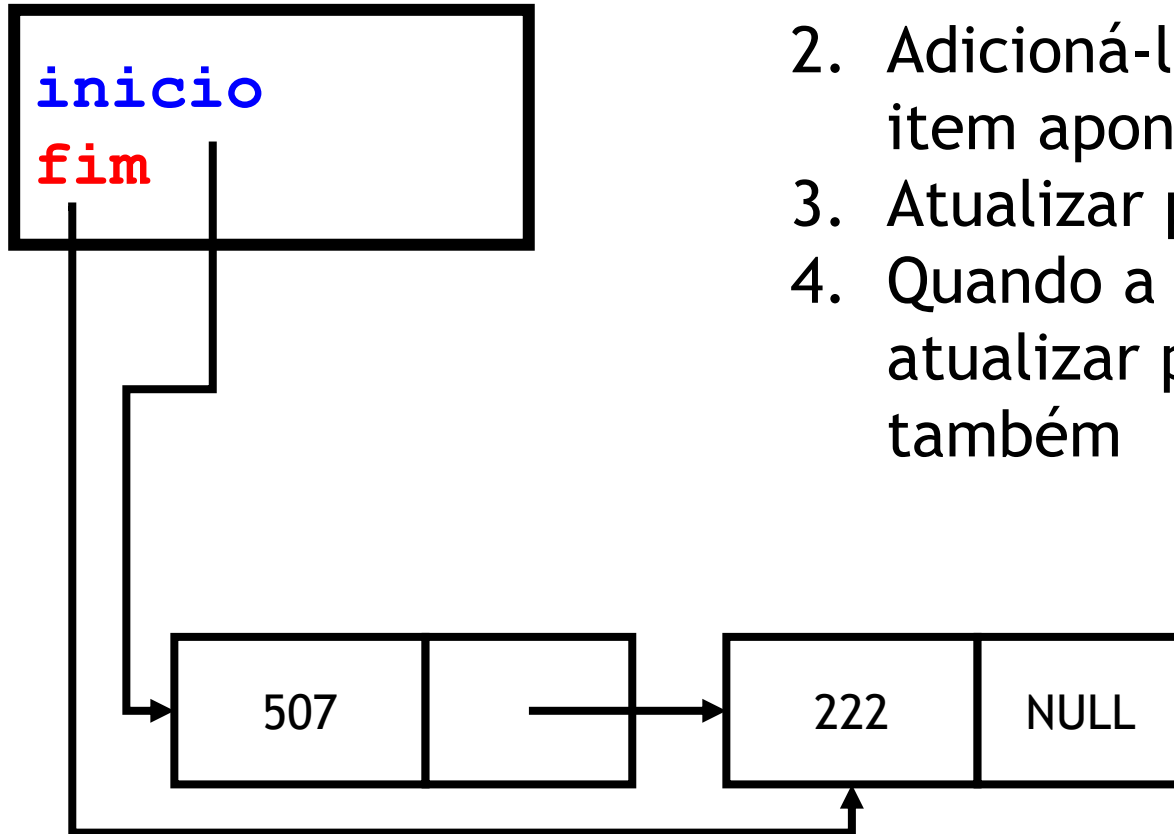 inicio
fim
2. Adicioná-l
item apon
3. Atualizar p
4. Quando a
atualizar p
também
507
222
NULL